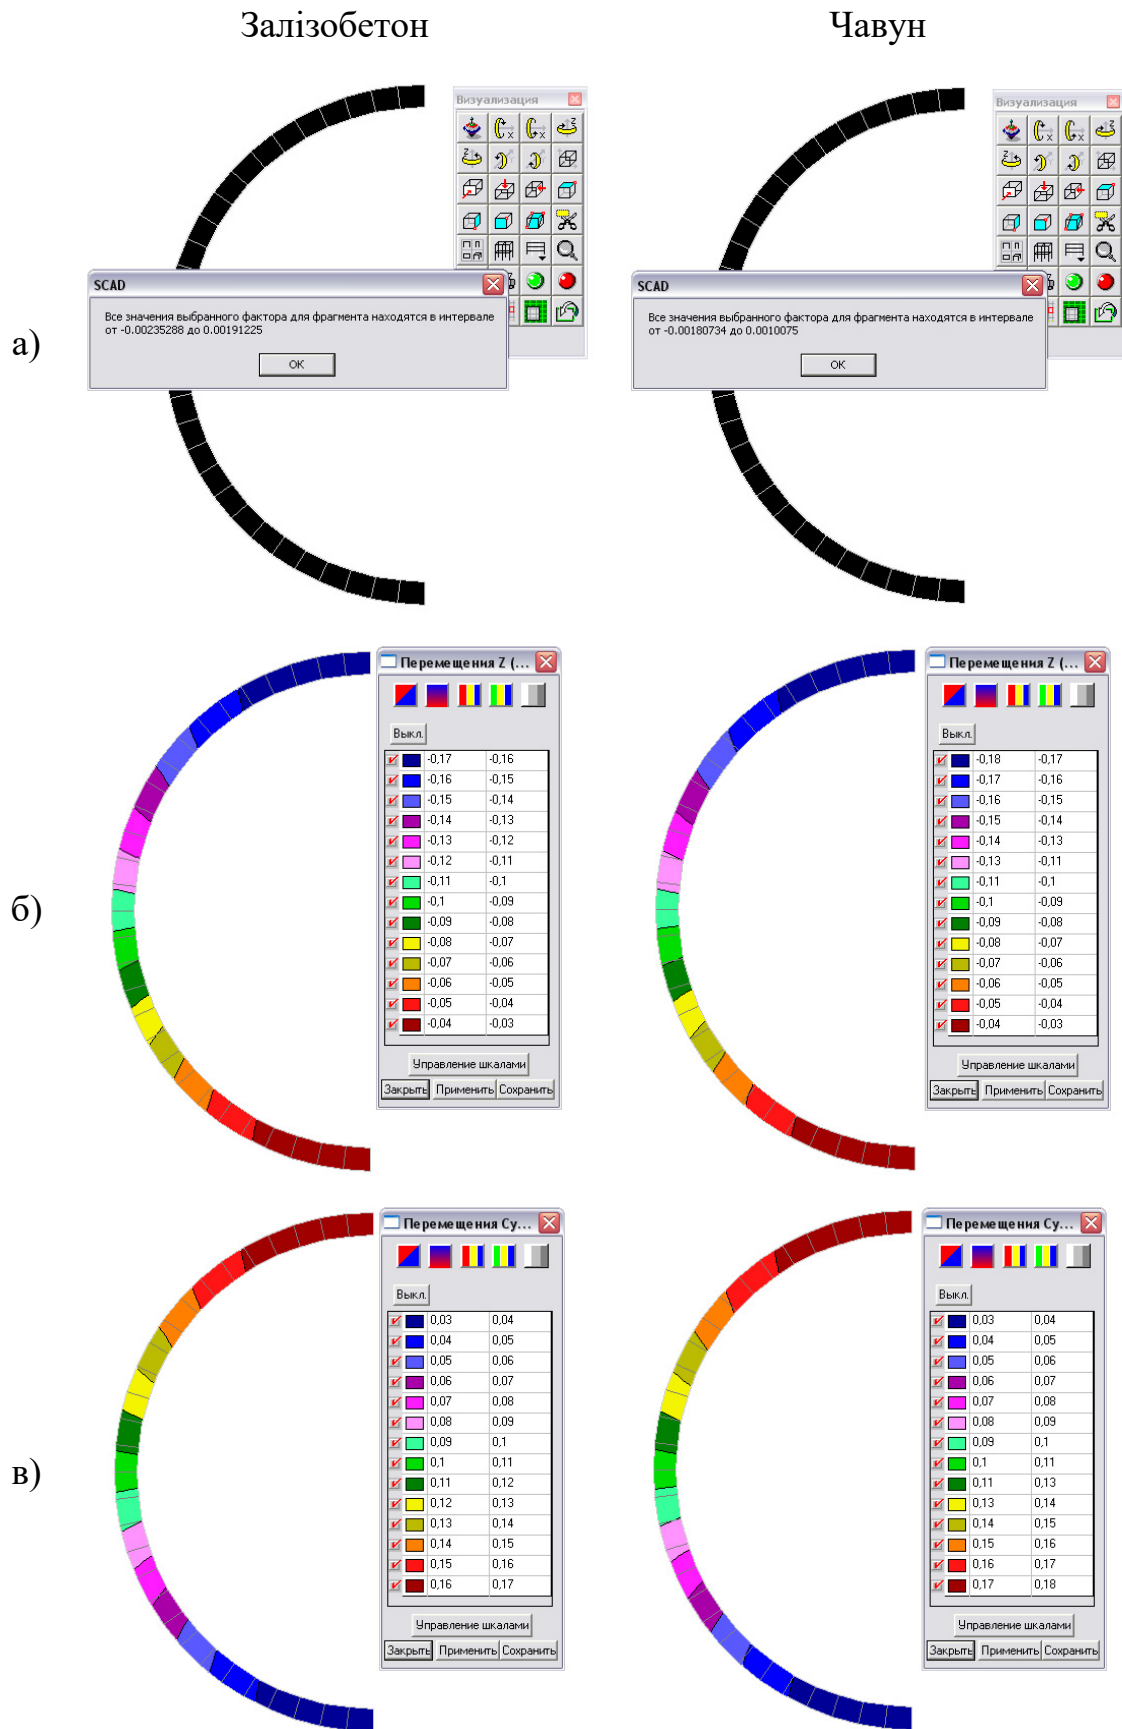 Залізобетон
Чавун
а)
Визуализация
SCAD
Все значения выбранного фактора для фрагмента находятся в интервале
от -0.00235288 до 0.00191225
OK
Визуализация
SCAD
Все значения выбранного фактора для фрагмента находятся в интервале
от -0.00180734 до 0.0010075
OK
б)
Перемещения Z (...
Выкл.
-0,17 -0,16
-0,16 -0,15
-0,15 -0,14
-0,14 -0,13
-0,13 -0,12
-0,12 -0,11
-0,11 -0,1
-0,1 -0,09
-0,09 -0,08
-0,08 -0,07
-0,07 -0,06
-0,06 -0,05
-0,05 -0,04
-0,04 -0,03
Управление шкалами
Закрыть Применить Сохранить
Перемещения Z (...
Выкл.
-0,18 -0,17
-0,17 -0,16
-0,16 -0,15
-0,15 -0,14
-0,14 -0,13
-0,13 -0,11
-0,11 -0,1
-0,1 -0,09
-0,09 -0,08
-0,08 -0,07
-0,07 -0,06
-0,06 -0,05
-0,05 -0,04
-0,04 -0,03
Управление шкалами
Закрыть Применить Сохранить
в)
Перемещения Су...
Выкл.
0,03 0,04
0,04 0,05
0,05 0,06
0,06 0,07
0,07 0,08
0,08 0,09
0,09 0,1
0,1 0,11
0,11 0,12
0,12 0,13
0,13 0,14
0,14 0,15
0,15 0,16
0,16 0,17
Управление шкалами
Закрыть Применить Сохранить
Перемещения Су...
Выкл.
0,03 0,04
0,04 0,05
0,05 0,06
0,06 0,07
0,07 0,08
0,08 0,09
0,09 0,1
0,1 0,11
0,11 0,13
0,13 0,14
0,14 0,15
0,15 0,16
0,16 0,17
0,17 0,18
Управление шкалами
Закрыть Применить Сохранить